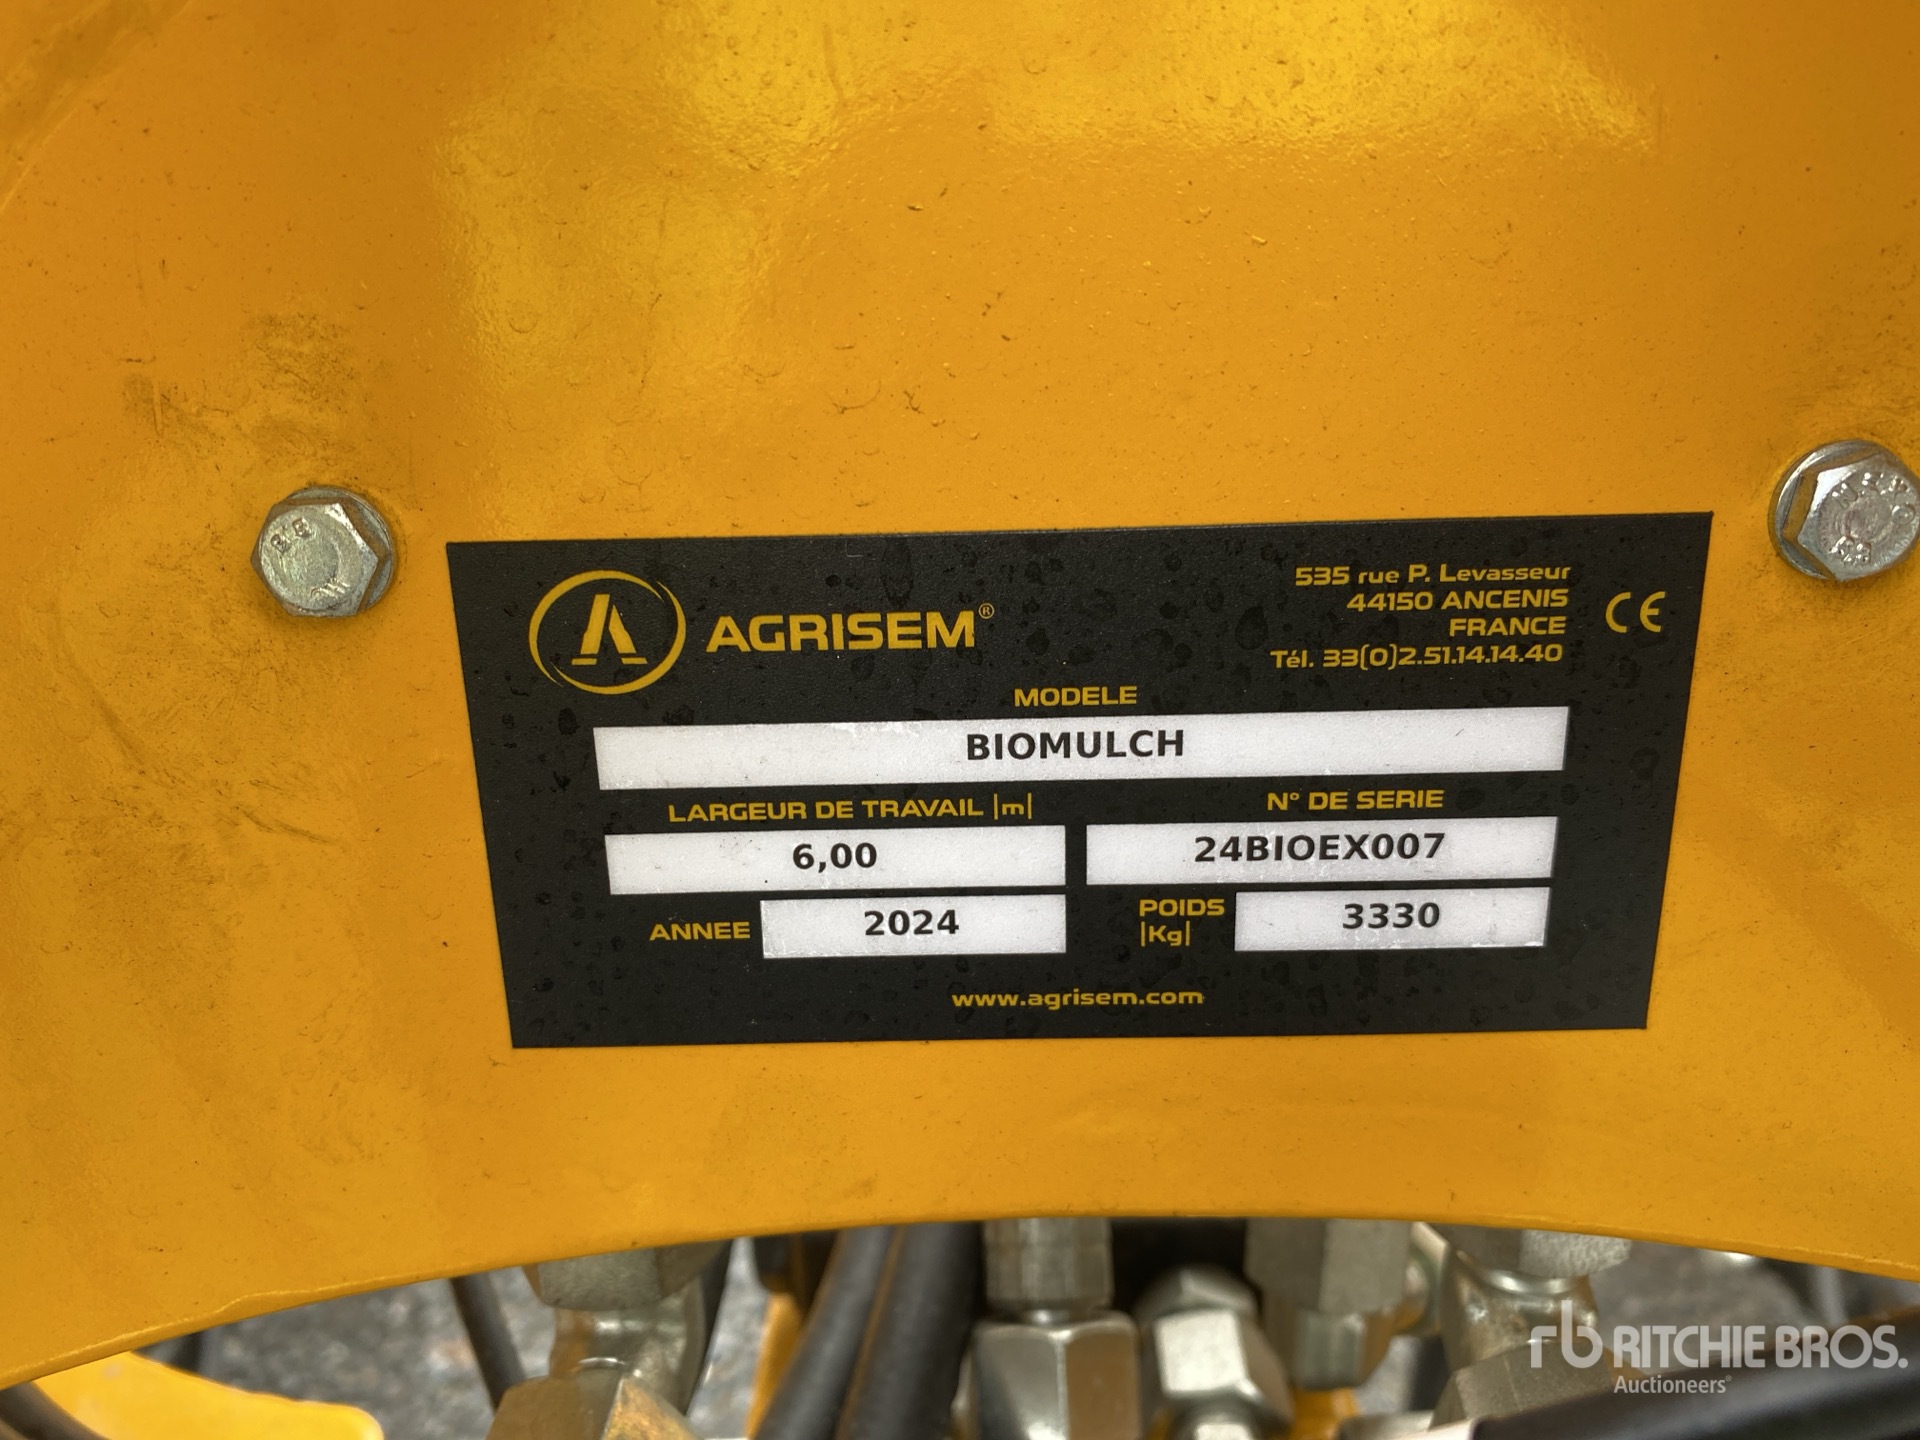 AGRISEM®
535 rue P. Levasseur
44150 ANCENIS
FRANCE
Tél. 33(0)2.51.14.14.40
CE
MODELE
BIOMULCH
LARGEUR DE TRAVAIL |m|
6,00
N° DE SERIE
24BIOEX007
ANNEE
2024
POIDS
|Kg|
3330
www.agrisem.com
rb RITCHIE BROS.
Auctioneers